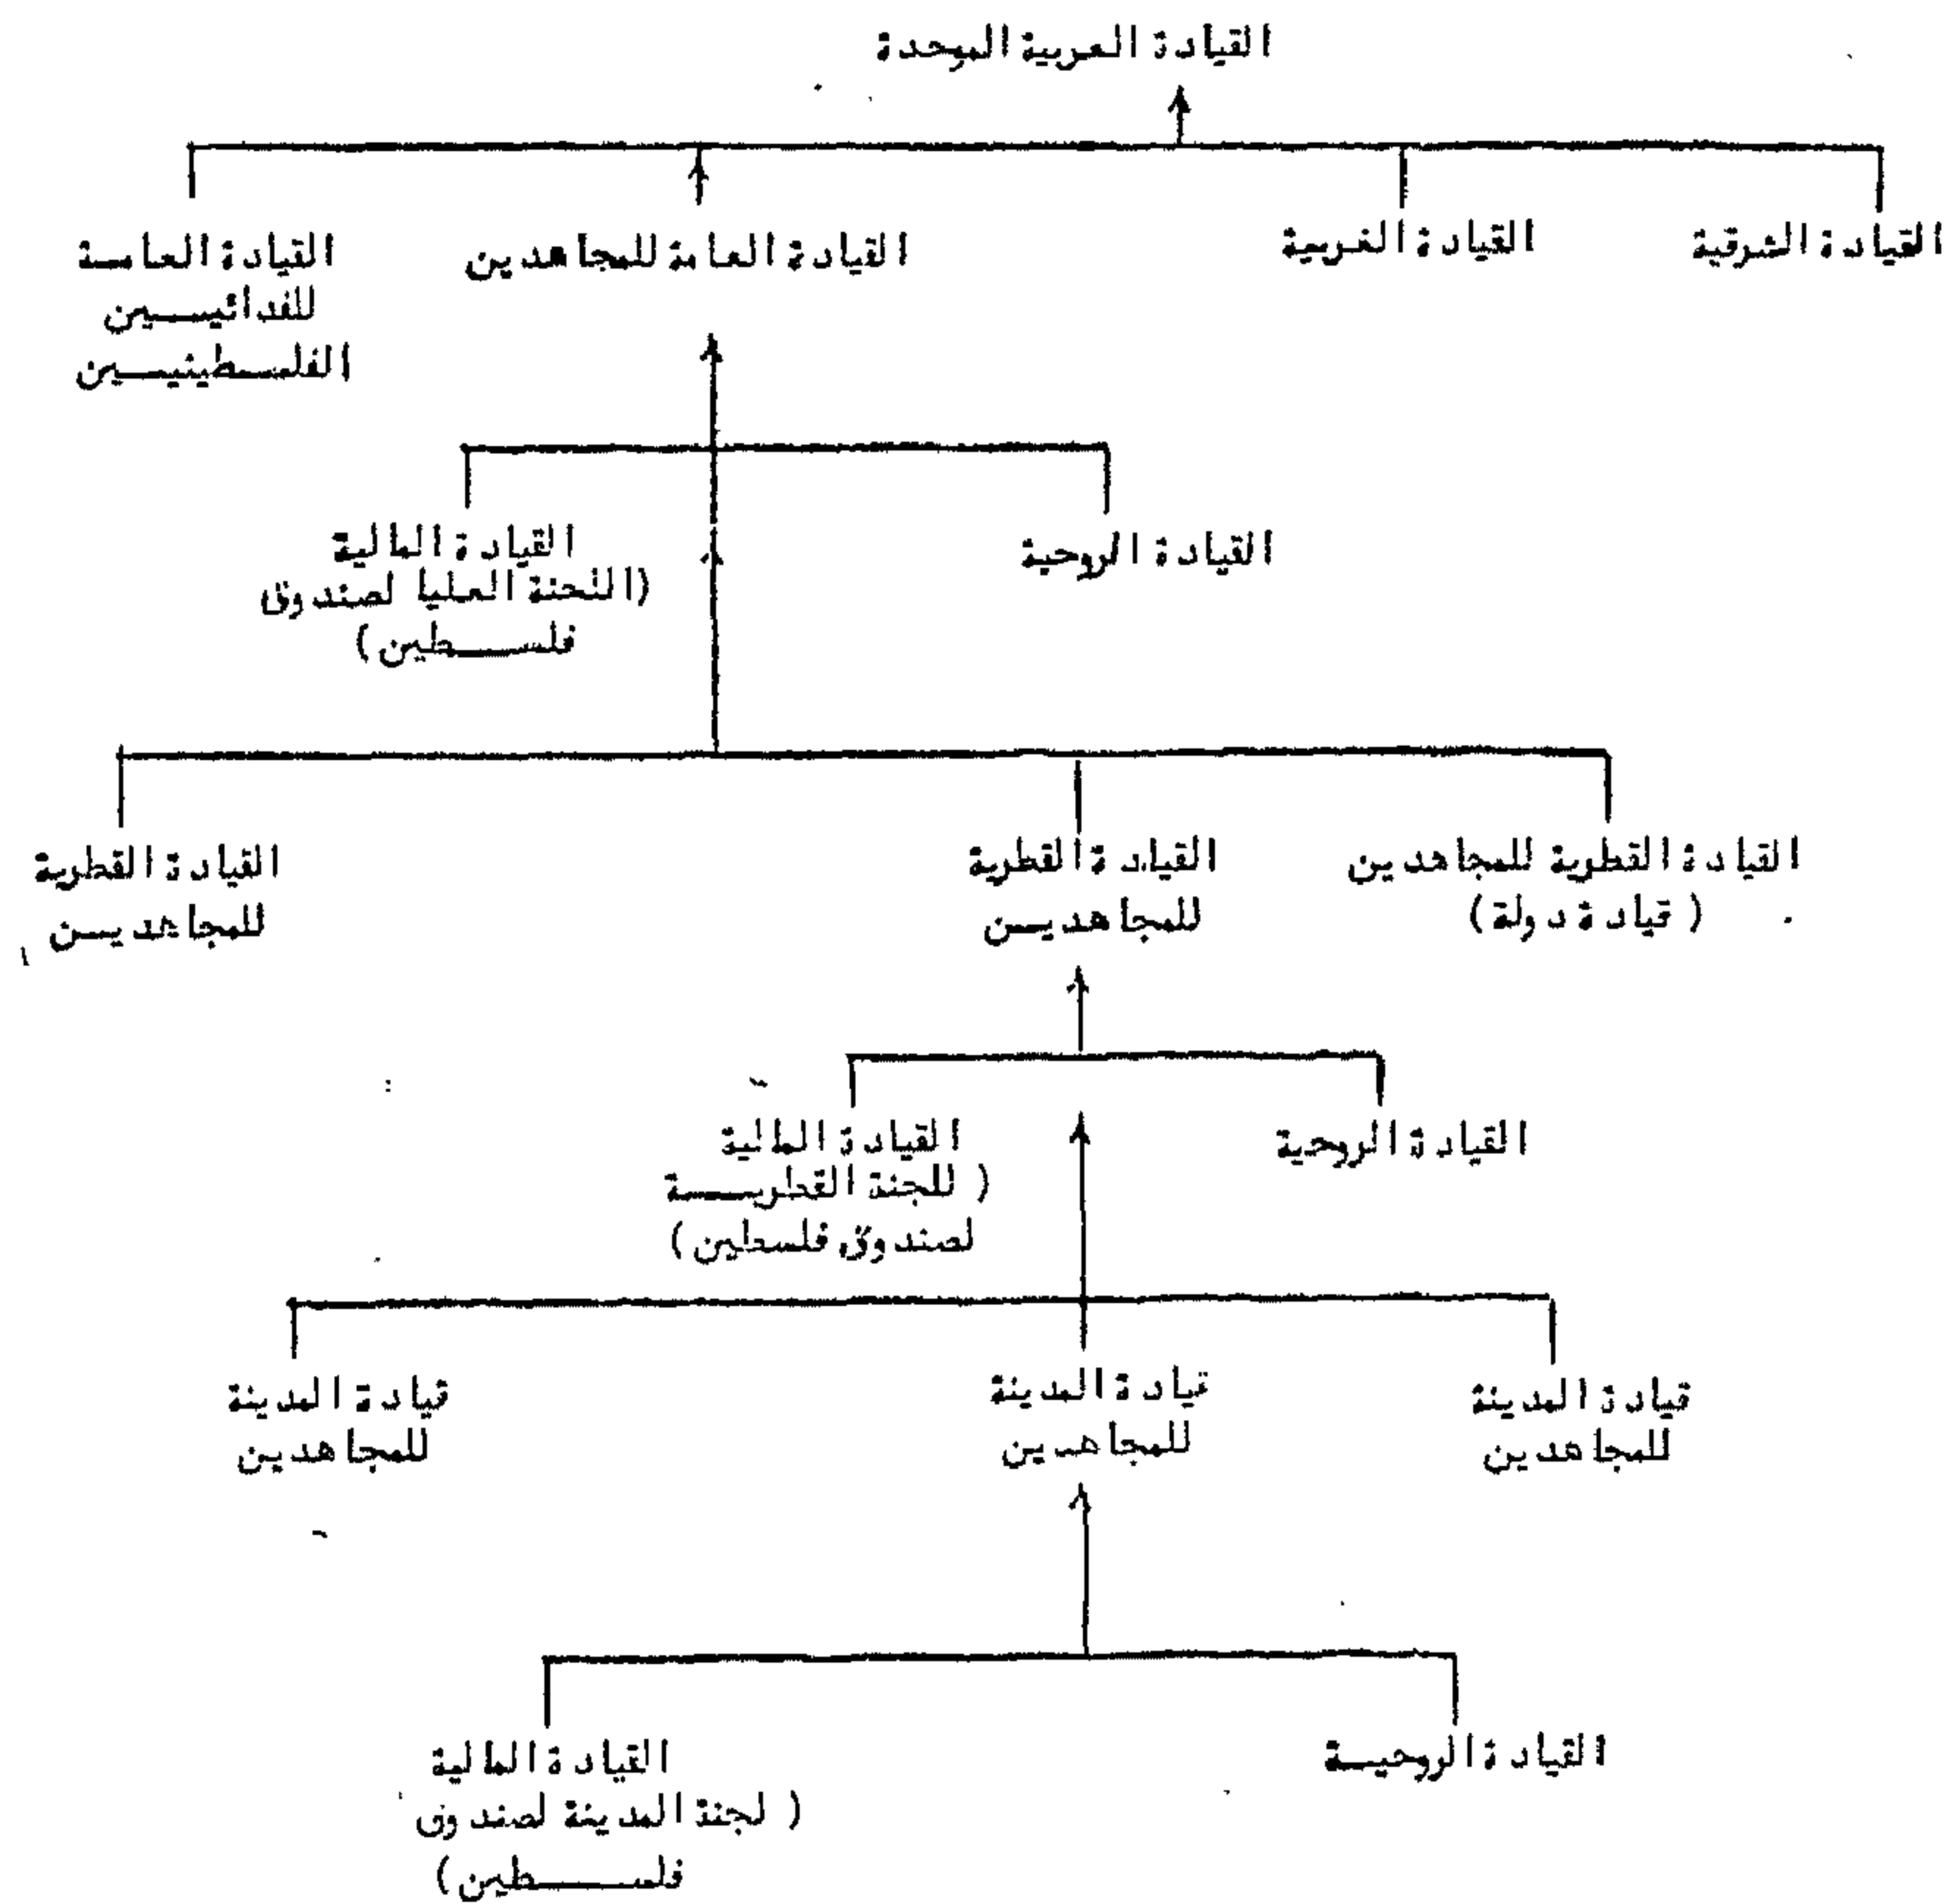 القيادة العربية الموحدة
القيادة الشرقية
القيادة الغربية
القيادة العامة للمجاهدين
القيادة العامة
للفدائيين
الفلسطينيين
القيادة الروحية
القيادة المالية
(اللجنة العليا لصندوق
فلسطين)
القيادة القطرية للمجاهدين
(قيادة دولة)
القيادة القطرية
للمجاهدين
القيادة القطرية
للمجاهدين
القيادة الروحية
القيادة المالية
(للجنة القطرية
لصندوق فلسطين)
قيادة المدينة
للمجاهدين
قيادة المدينة
للمجاهدين
قيادة المدينة
للمجاهدين
القيادة الروحية
القيادة المالية
(لجنة المدينة لصندوق
فلسطين)